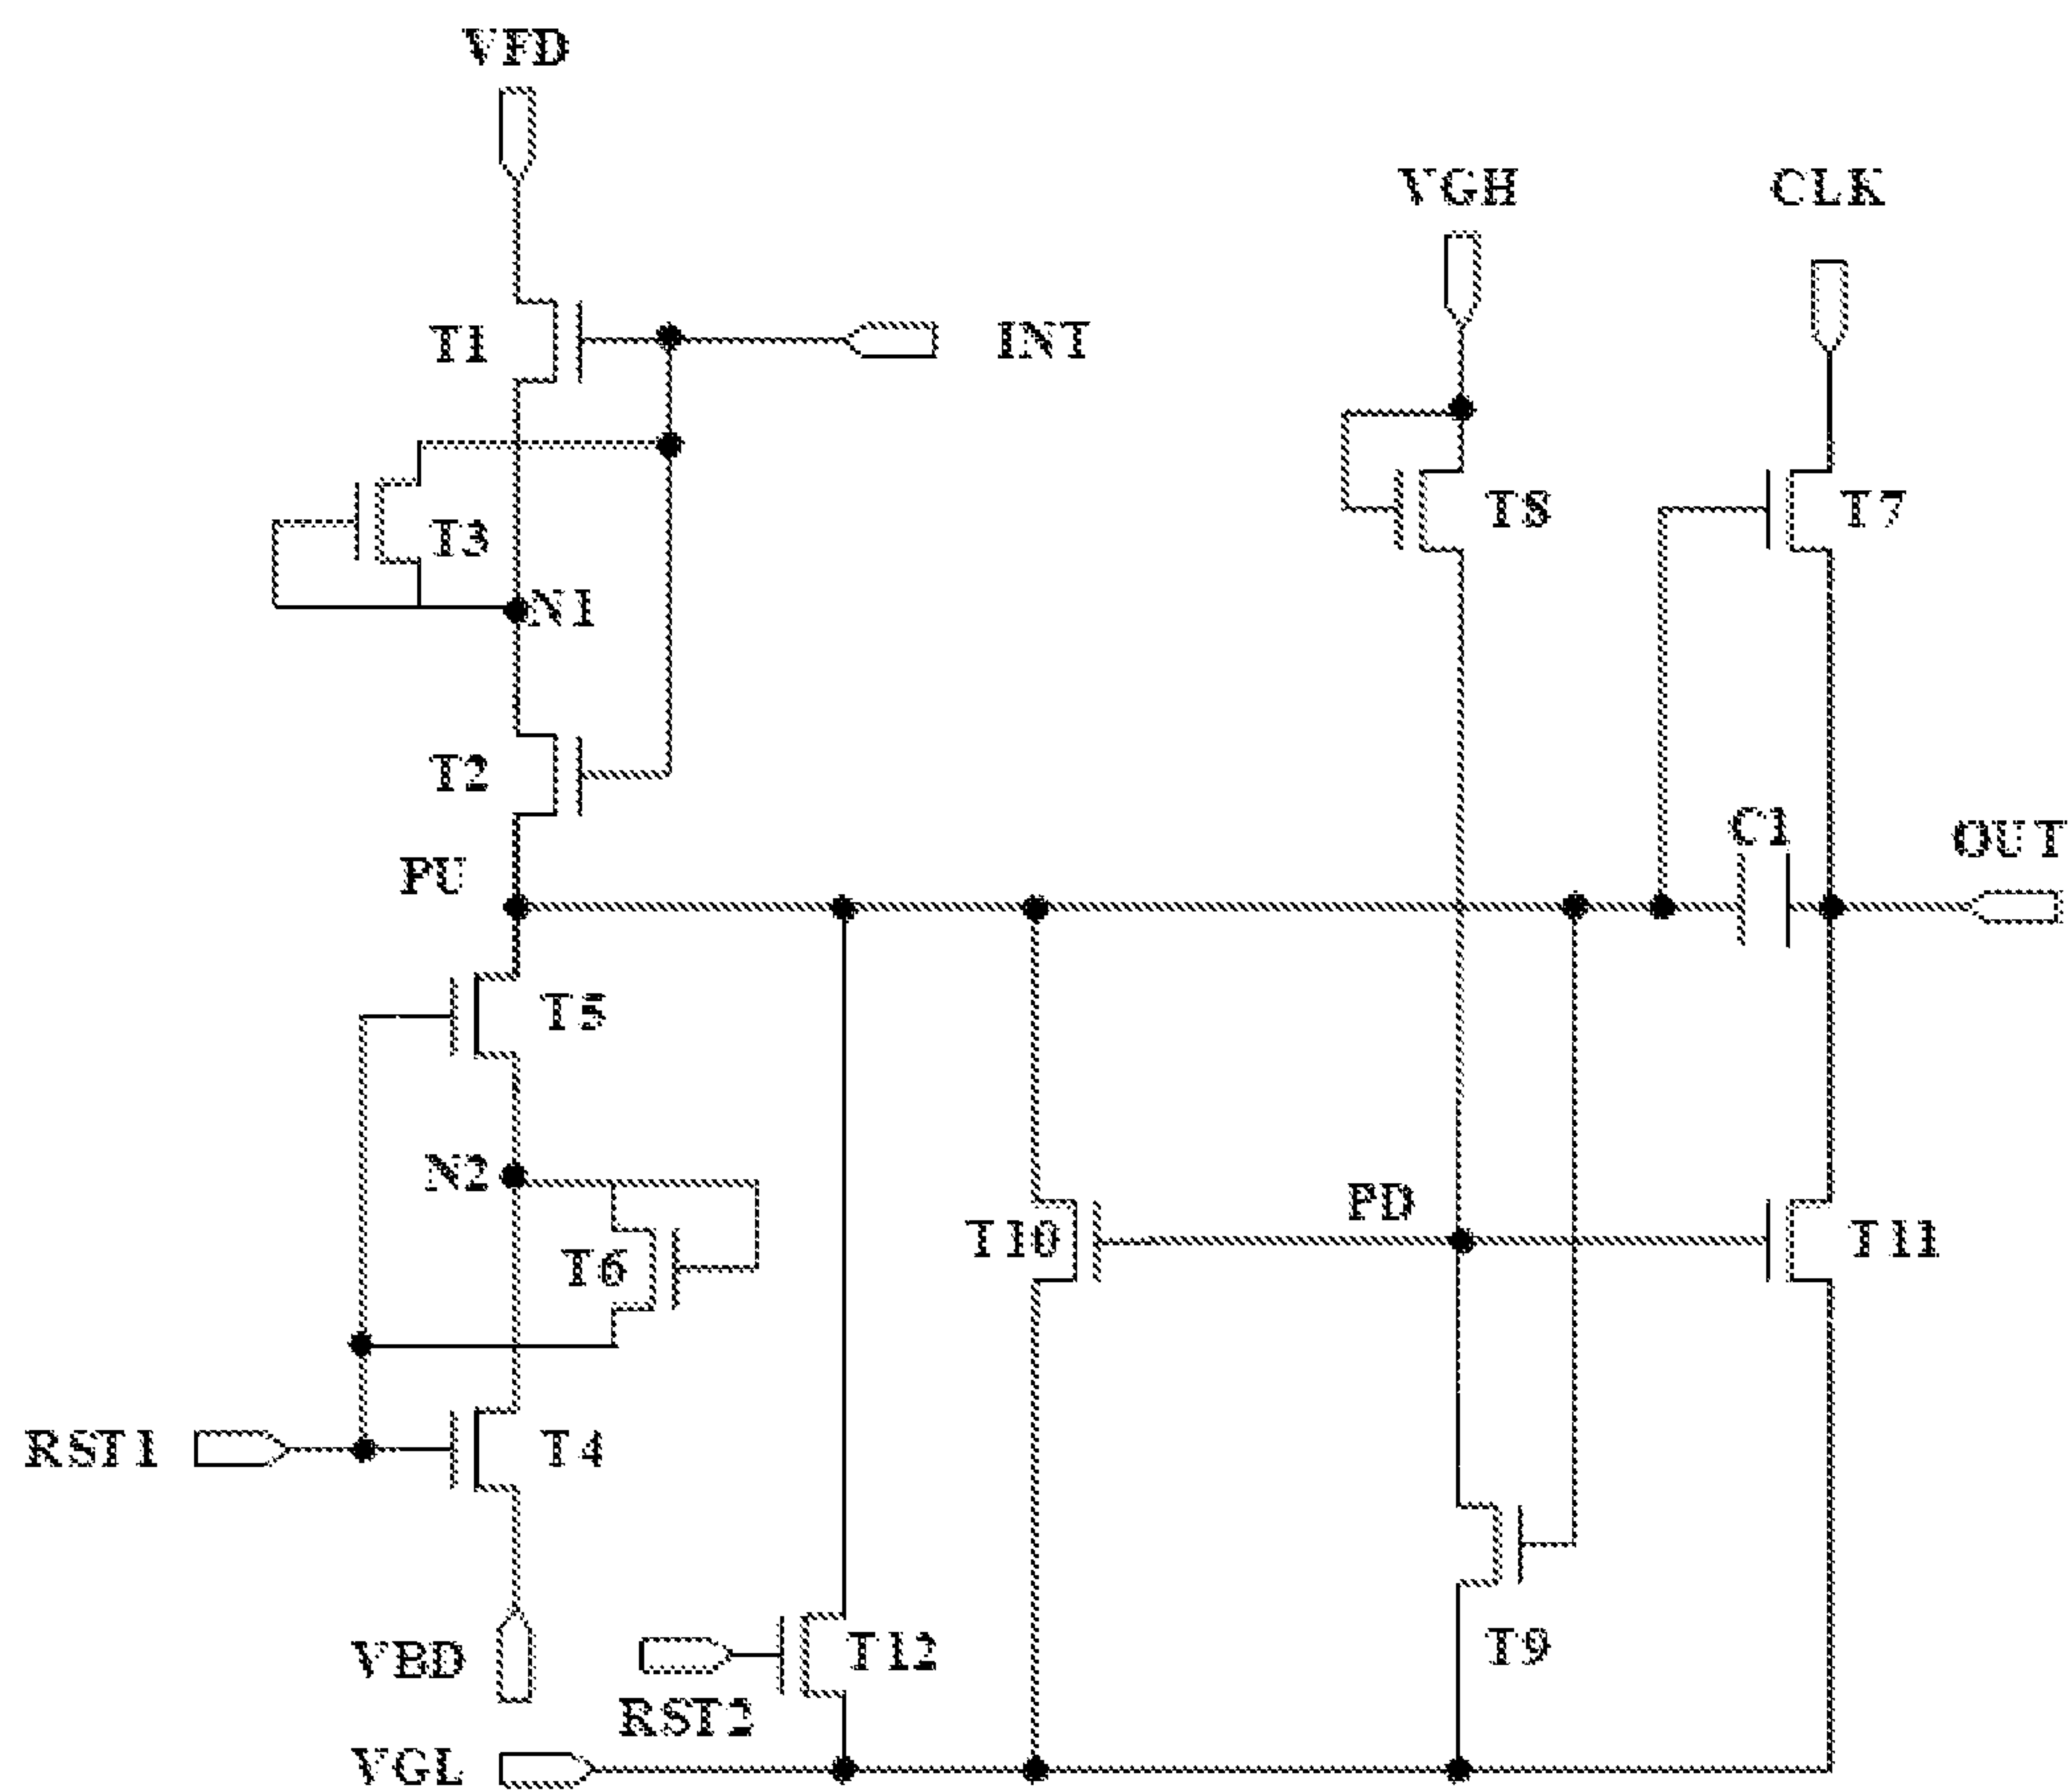 VFD
VGH
CLK
T1
INT
T3
T8
T7
N1
T2
C1
OUT
PU
T5
N2
PD
T6
T10
T11
RST1
T4
VBD
T12
T9
RST2
VGL